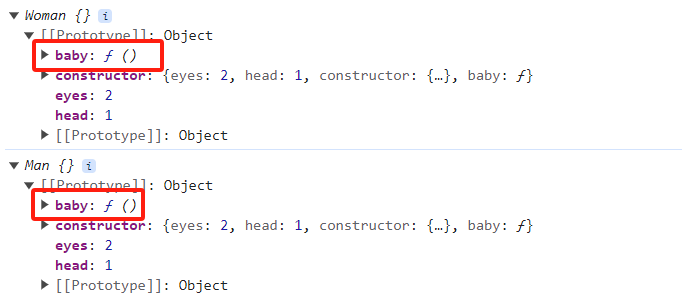 Woman {} i
[[Prototype]]: Object
baby: ƒ ()
constructor: {eyes: 2, head: 1, constructor: {…}, baby: ƒ}
eyes: 2
head: 1
[[Prototype]]: Object
Man {} i
[[Prototype]]: Object
baby: ƒ ()
constructor: {eyes: 2, head: 1, constructor: {…}, baby: ƒ}
eyes: 2
head: 1
[[Prototype]]: Object